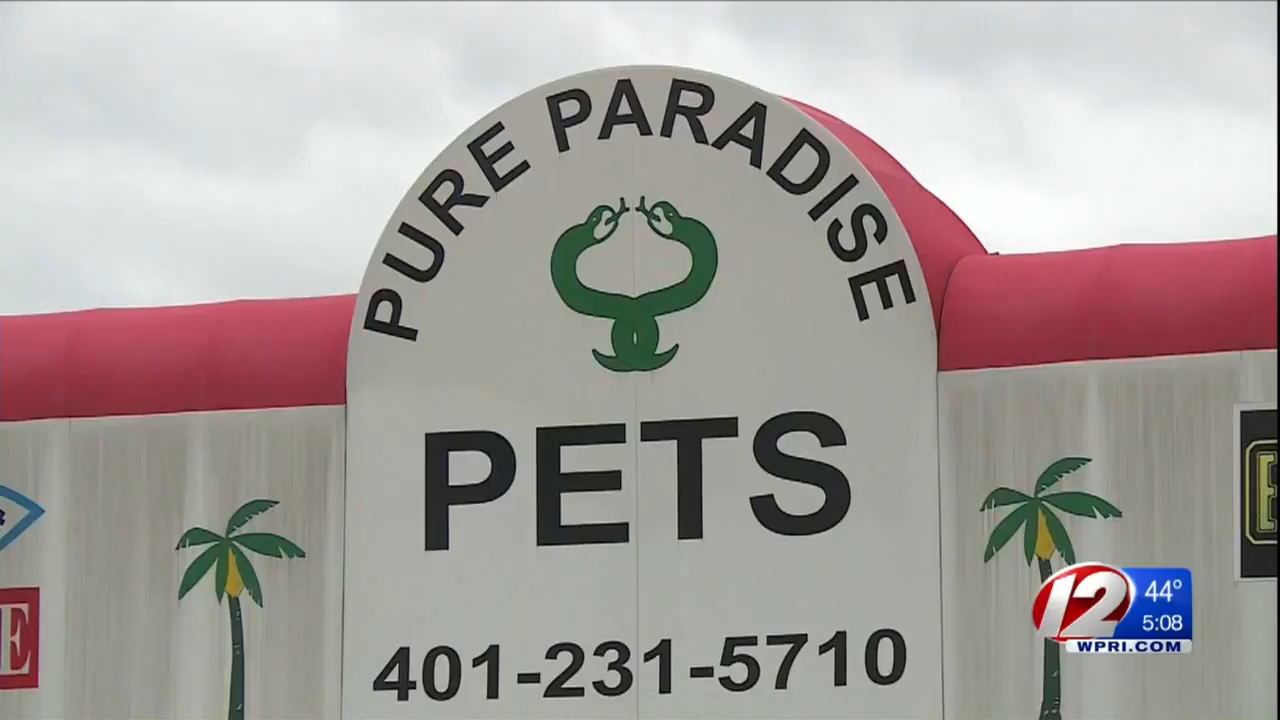 PURE PARADISE
PETS
401-231-5710
E
E
12
44°
5:08
WPRI.COM